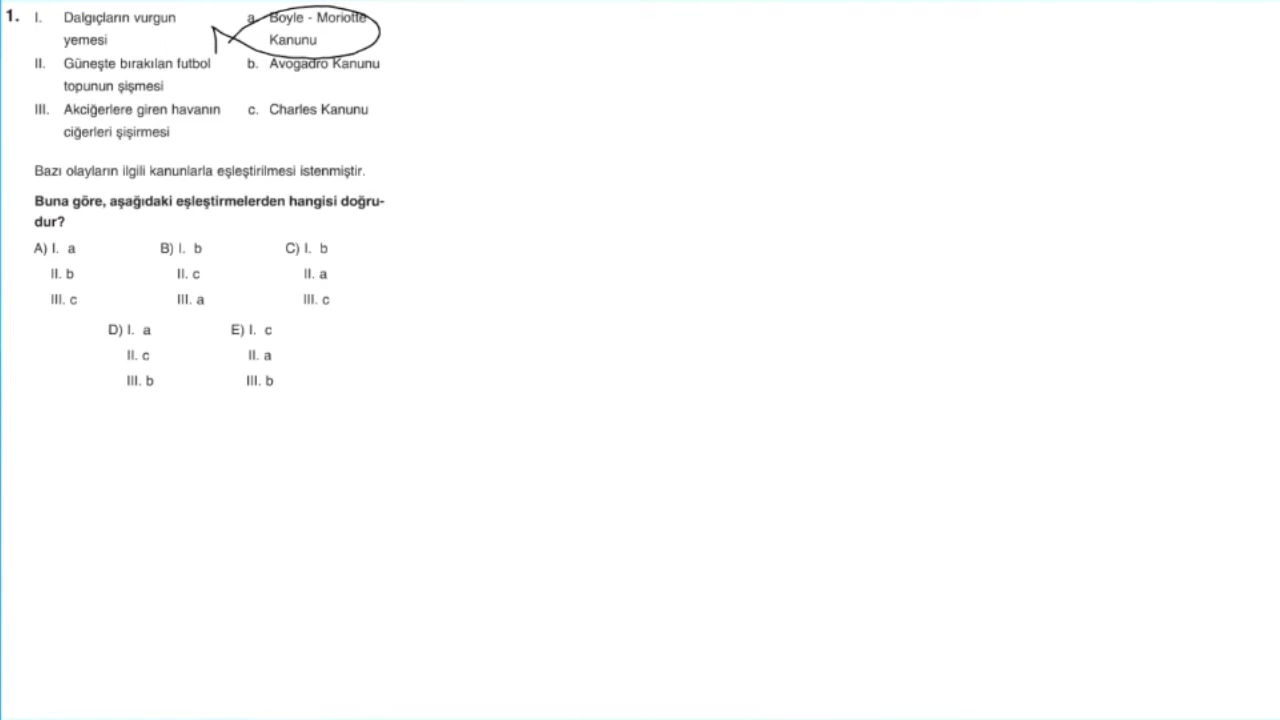 1. I. Dalgıçların vurgun a. Boyle - Moriotte
yemesi Kanunu
II. Güneşte bırakılan futbol b. Avogadro Kanunu
topunun şişmesi
III. Akciğerlere giren havanın c. Charles Kanunu
ciğerleri şişirmesi
Bazı olayların ilgili kanunlarla eşleştirilmesi istenmiştir.
Buna göre, aşağıdaki eşleştirmelerden hangisi doğru-
dur?
A) I. a B) I. b C) I. b
II. b II. c II. a
III. c III. a III. c
D) I. a E) I. c
II. c II. a
III. b III. b